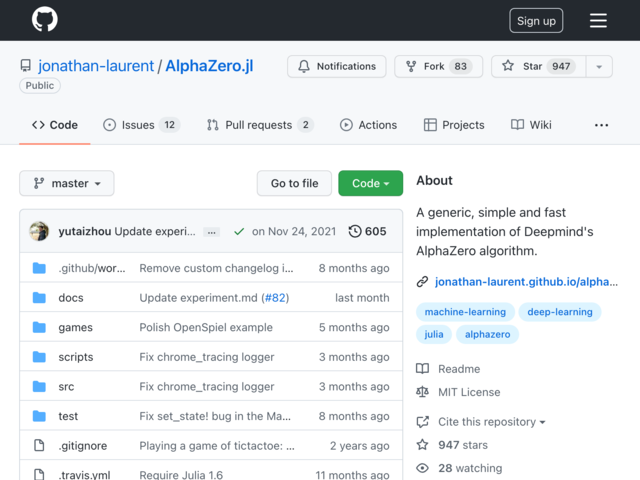 Sign up
jonathan-laurent / AlphaZero.jl
Public
Notifications
Fork 83
Star 947
Code
Issues 12
Pull requests 2
Actions
Projects
Wiki
master
Go to file
Code
yutaizhou Update experi... ... on Nov 24, 2021 605
.github/wor... Remove custom changelog i... 8 months ago
docs Update experiment.md (#82) last month
games Polish OpenSpiel example 5 months ago
scripts Fix chrome_tracing logger 3 months ago
src Fix chrome_tracing logger 3 months ago
test Fix set_state! bug in the Ma... 8 months ago
.gitignore Playing a game of tictactoe: ... 2 years ago
.travis.yml Require Julia 1.6 11 months ago
About
A generic, simple and fast
implementation of Deepmind's
AlphaZero algorithm.
jonathan-laurent.github.io/alpha...
machine-learning deep-learning
julia alphazero
Readme
MIT License
Cite this repository
947 stars
28 watching